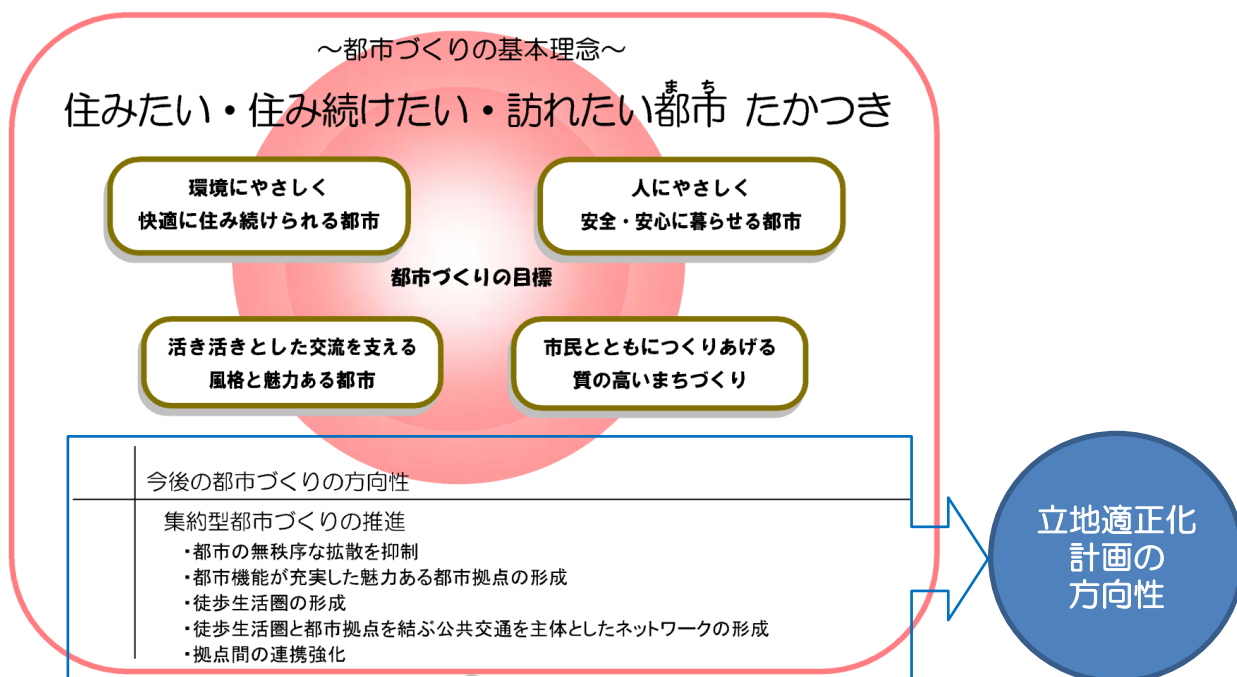 ～都市づくりの基本理念～
住みたい・住み続けたい・訪れたい都市 たかつき
まち
環境にやさしく
快適に住み続けられる都市
人にやさしく
安全・安心に暮らせる都市
都市づくりの目標
活き活きとした交流を支える
風格と魅力ある都市
市民とともにつくりあげる
質の高いまちづくり
今後の都市づくりの方向性
集約型都市づくりの推進
・都市の無秩序な拡散を抑制
・都市機能が充実した魅力ある都市拠点の形成
・徒歩生活圏の形成
・徒歩生活圏と都市拠点を結ぶ公共交通を主体としたネットワークの形成
・拠点間の連携強化
立地適正化
計画の
方向性